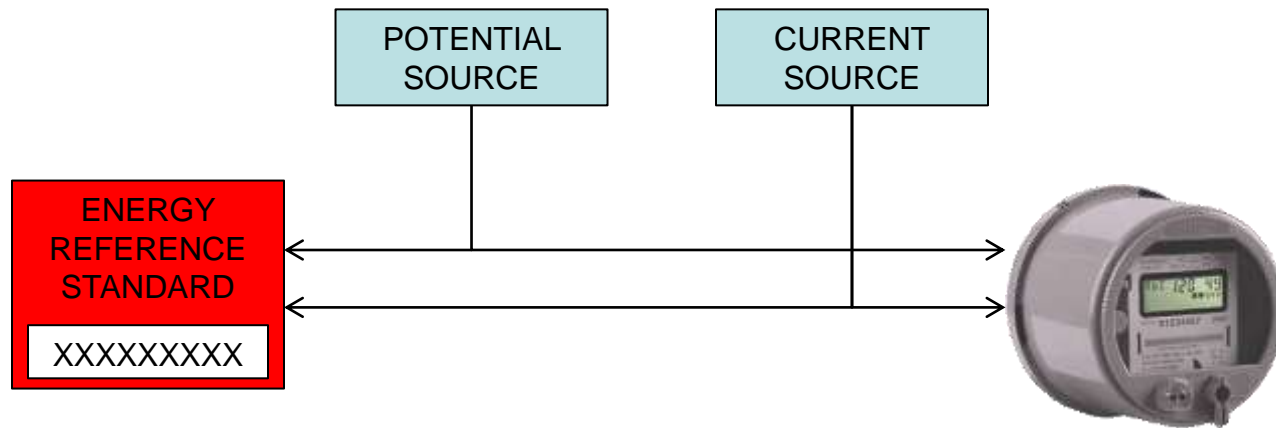 POTENTIAL
SOURCE
CURRENT
SOURCE
ENERGY
REFERENCE
STANDARD
XXXXXXXXX